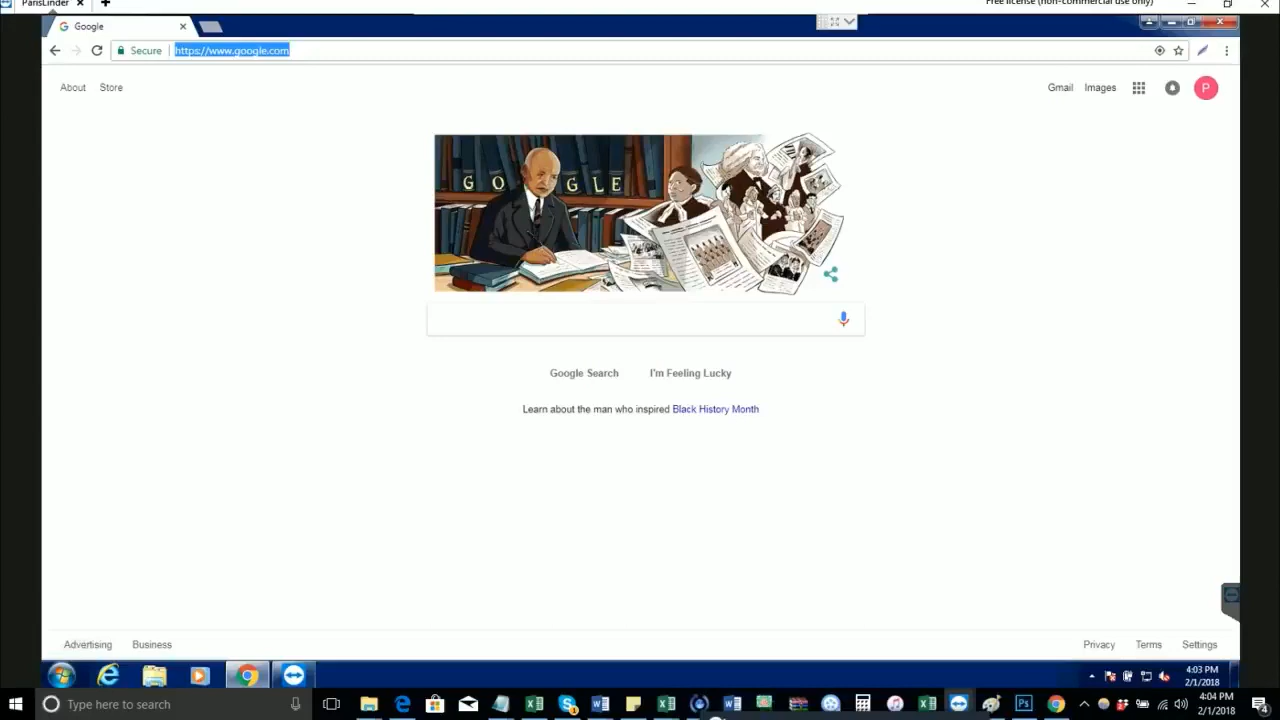 ParisLinder
Free license (non-commercial use only)
Google
Secure
https://www.google.com
About
Store
Gmail
Images
P
GO GLE
Google Search
I'm Feeling Lucky
Learn about the man who inspired Black History Month
Advertising
Business
Privacy
Terms
Settings
4:03 PM
2/1/2018
Type here to search
4:04 PM
2/1/2018